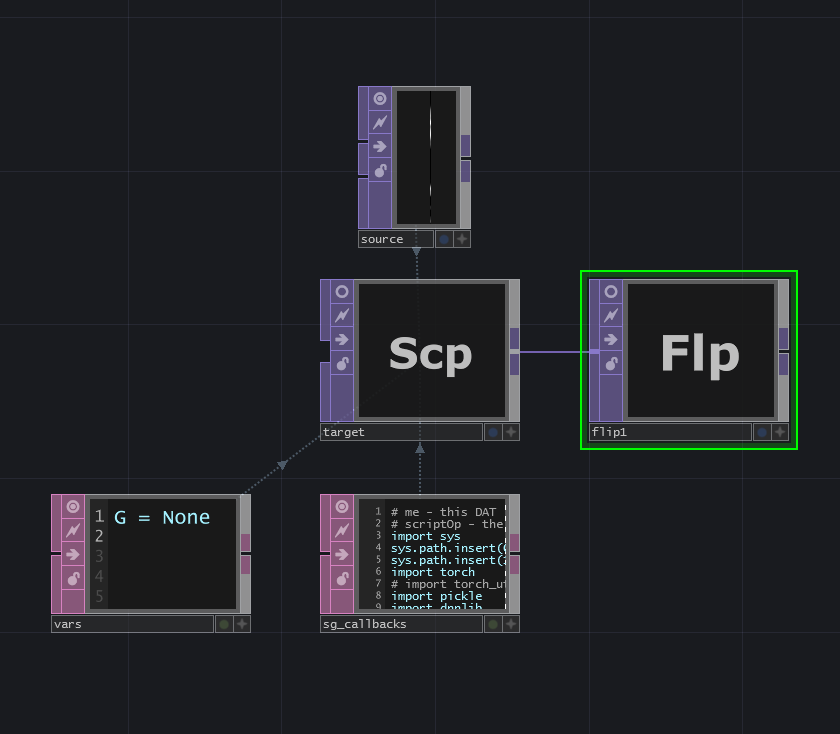 source
Scp
target
Flp
flip1
1 G = None
2
3
4
5
vars
1 # me - this DAT
2 # scriptOp - the
3 import sys
4 sys.path.insert(
5 sys.path.insert(
6 import torch
7 # import torch_u
8 import pickle
9 import dnnlib
sg_callbacks